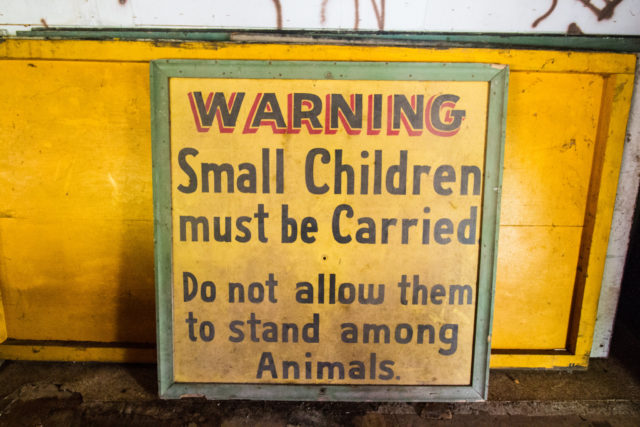 WARNING
Small Children
must be Carried
Do not allow them
to stand among
Animals.